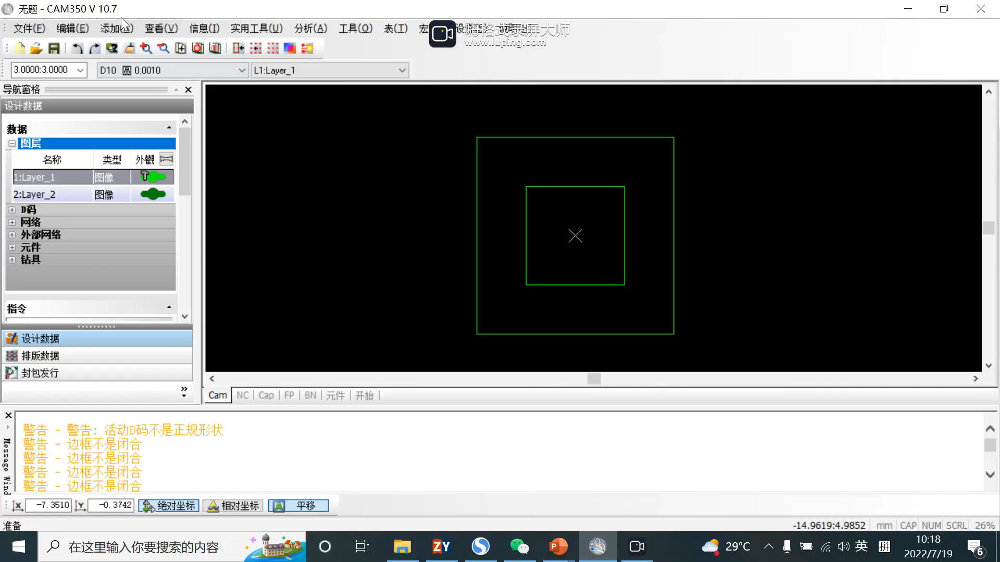 无题 - CAM350 V 10.7
文件(F) 编辑(E) 添加(A) 查看(V) 信息(I) 实用工具(U) 分析(A) 工具(O) 表(T) 宏
嗨格式录屏大师
www.luping.com
3.0000:3.0000 D10 圆 0.0010 L1:Layer_1
导航窗格
设计数据
数据
图层
名称 类型 外觀
1:Layer_1 图像
2:Layer_2 图像
D码
网络
外部网络
元件
钻具
指令
设计数据
排版数据
封包发行
Cam NC Cap FP BN 元件 开始
Message Wind
警告 - 警告: 活动D码不是正规形状
警告 - 边框不是闭合
警告 - 边框不是闭合
警告 - 边框不是闭合
警告 - 边框不是闭合
X -7.3510 Y -0.3742 绝对坐标 相对坐标 平移
准备 -14.9619:4.9852 mm CAP NUM SCRL 26%
在这里输入你要搜索的内容 ZY 29°C 英 拼 10:18
2022/7/19 6